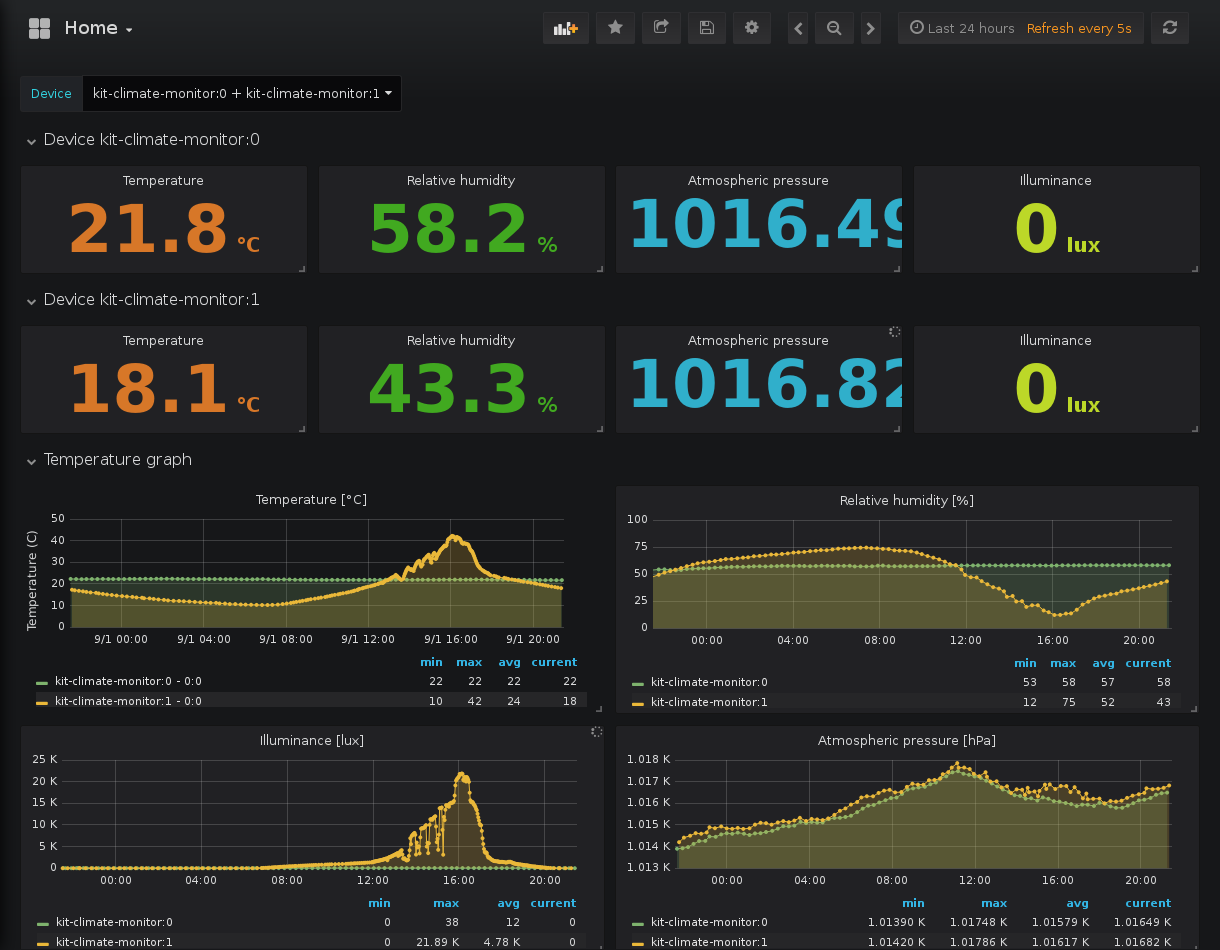 Home
Last 24 hours Refresh every 5s
Device kit-climate-monitor:0 + kit-climate-monitor:1
Device kit-climate-monitor:0
Temperature Relative humidity Atmospheric pressure Illuminance
21.8 °C 58.2 % 1016.49 0 lux
Device kit-climate-monitor:1
Temperature Relative humidity Atmospheric pressure Illuminance
18.1 °C 43.3 % 1016.82 0 lux
Temperature graph
Temperature [°C]
Temperature (C)
50
40
30
20
10
0
9/1 00:00 9/1 04:00 9/1 08:00 9/1 12:00 9/1 16:00 9/1 20:00
min max avg current
kit-climate-monitor:0 - 0:0 22 22 22 22
kit-climate-monitor:1 - 0:0 10 42 24 18
Relative humidity [%]
100
75
50
25
0
00:00 04:00 08:00 12:00 16:00 20:00
min max avg current
kit-climate-monitor:0 53 58 57 58
kit-climate-monitor:1 12 75 52 43
Illuminance [lux]
25 K
20 K
15 K
10 K
5 K
0
00:00 04:00 08:00 12:00 16:00 20:00
min max avg current
kit-climate-monitor:0 0 38 12 0
kit-climate-monitor:1 0 21.89 K 4.78 K 0
Atmospheric pressure [hPa]
1.018 K
1.017 K
1.016 K
1.015 K
1.014 K
1.013 K
00:00 04:00 08:00 12:00 16:00 20:00
min max avg current
kit-climate-monitor:0 1.01390 K 1.01748 K 1.01579 K 1.01649 K
kit-climate-monitor:1 1.01420 K 1.01786 K 1.01617 K 1.01682 K